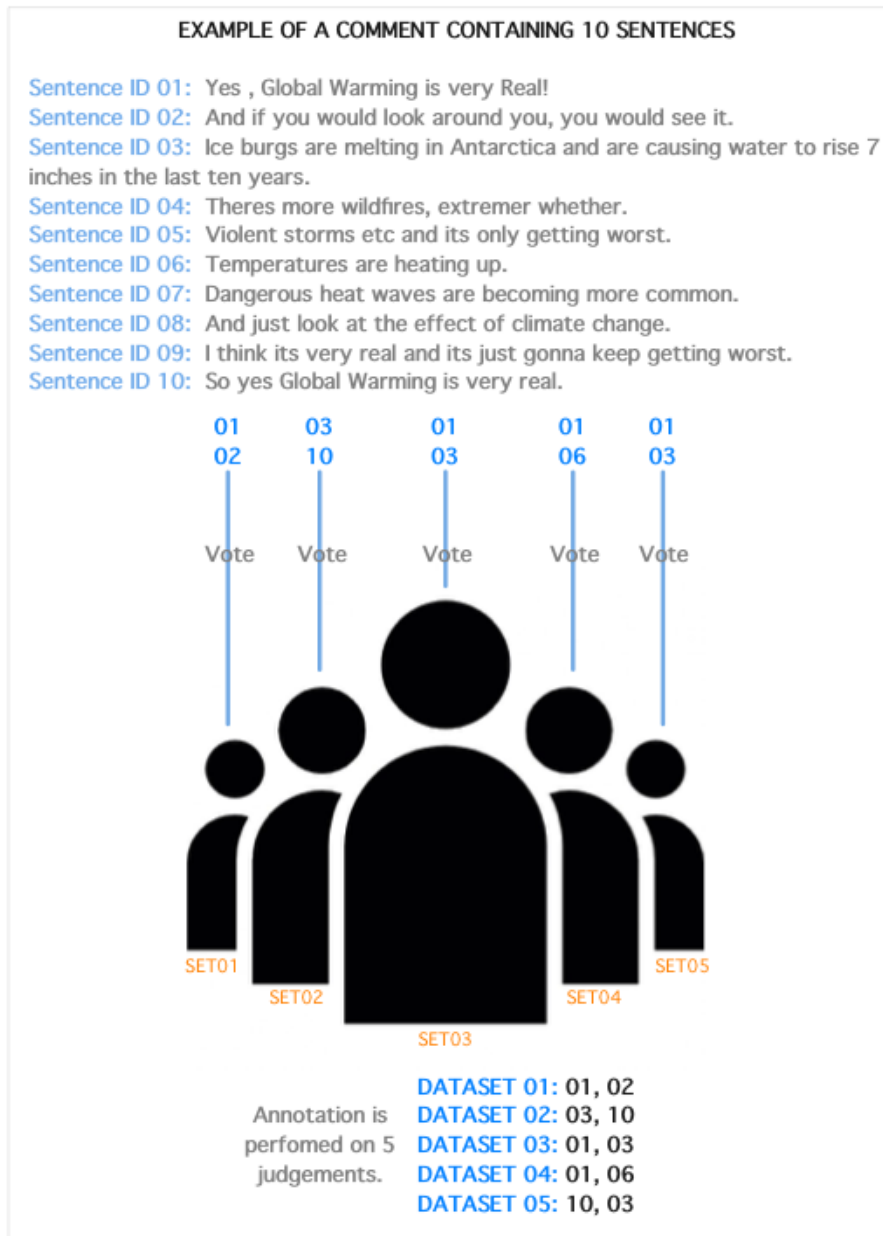 EXAMPLE OF A COMMENT CONTAINING 10 SENTENCES
Sentence ID 01: Yes , Global Warming is very Real!
Sentence ID 02: And if you would look around you, you would see it.
Sentence ID 03: Ice burgs are melting in Antarctica and are causing water to rise 7
inches in the last ten years.
Sentence ID 04: Theres more wildfires, extremer whether.
Sentence ID 05: Violent storms etc and its only getting worst.
Sentence ID 06: Temperatures are heating up.
Sentence ID 07: Dangerous heat waves are becoming more common.
Sentence ID 08: And just look at the effect of climate change.
Sentence ID 09: I think its very real and its just gonna keep getting worst.
Sentence ID 10: So yes Global Warming is very real.
01 03 01 01 01
02 10 03 06 03
Vote Vote Vote Vote Vote
SET01 SET05
SET02 SET04
SET03
DATASET 01: 01, 02
Annotation is DATASET 02: 03, 10
perfomed on 5 DATASET 03: 01, 03
judgements. DATASET 04: 01, 06
DATASET 05: 10, 03